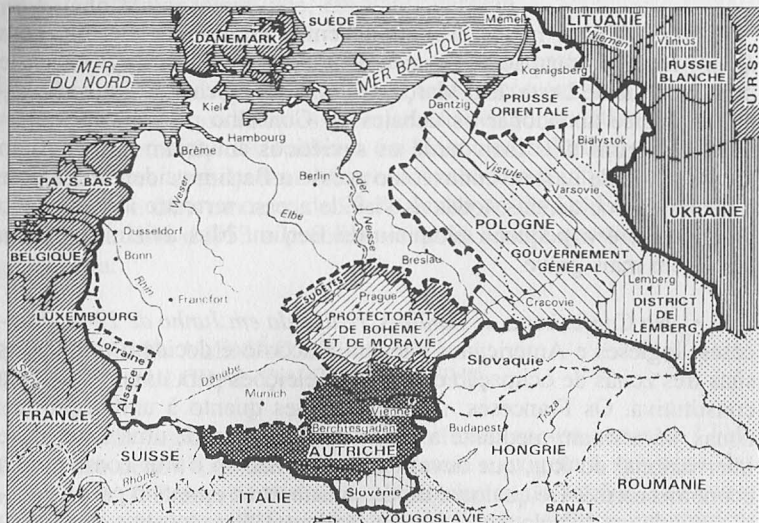 SUÈDE
Memel
LITUANIE
DANEMARK
Niemen
Vilnius
MER
DU NORD
MER BALTIQUE
Kœnigsberg
RUSSIE
BLANCHE
U.R.S.S.
Kiel
Dantzig
PRUSSE
ORIENTALE
Hambourg
Brême
Bialystok
PAYS-BAS
Weser
Berlin
Oder
Vistule
Varsovie
UKRAINE
Elbe
Neisse
POLOGNE
Dusseldorf
BELGIQUE
Bonn
Breslau
GOUVERNEMENT
GÉNÉRAL
Rhin
SUDÈTES
Lemberg
Francfort
Prague
Cracovie
DISTRICT
DE
LEMBERG
LUXEMBOURG
PROTECTORAT
DE BOHÊME
ET DE MORAVIE
Lorraine
Slovaquie
Seine
Alsace
Danube
Munich
Vienne
FRANCE
Berchtesgaden
Budapest
Tisza
SUISSE
AUTRICHE
HONGRIE
Rhône
ITALIE
Slovénie
ROUMANIE
BANAT
YOUGOSLAVIE